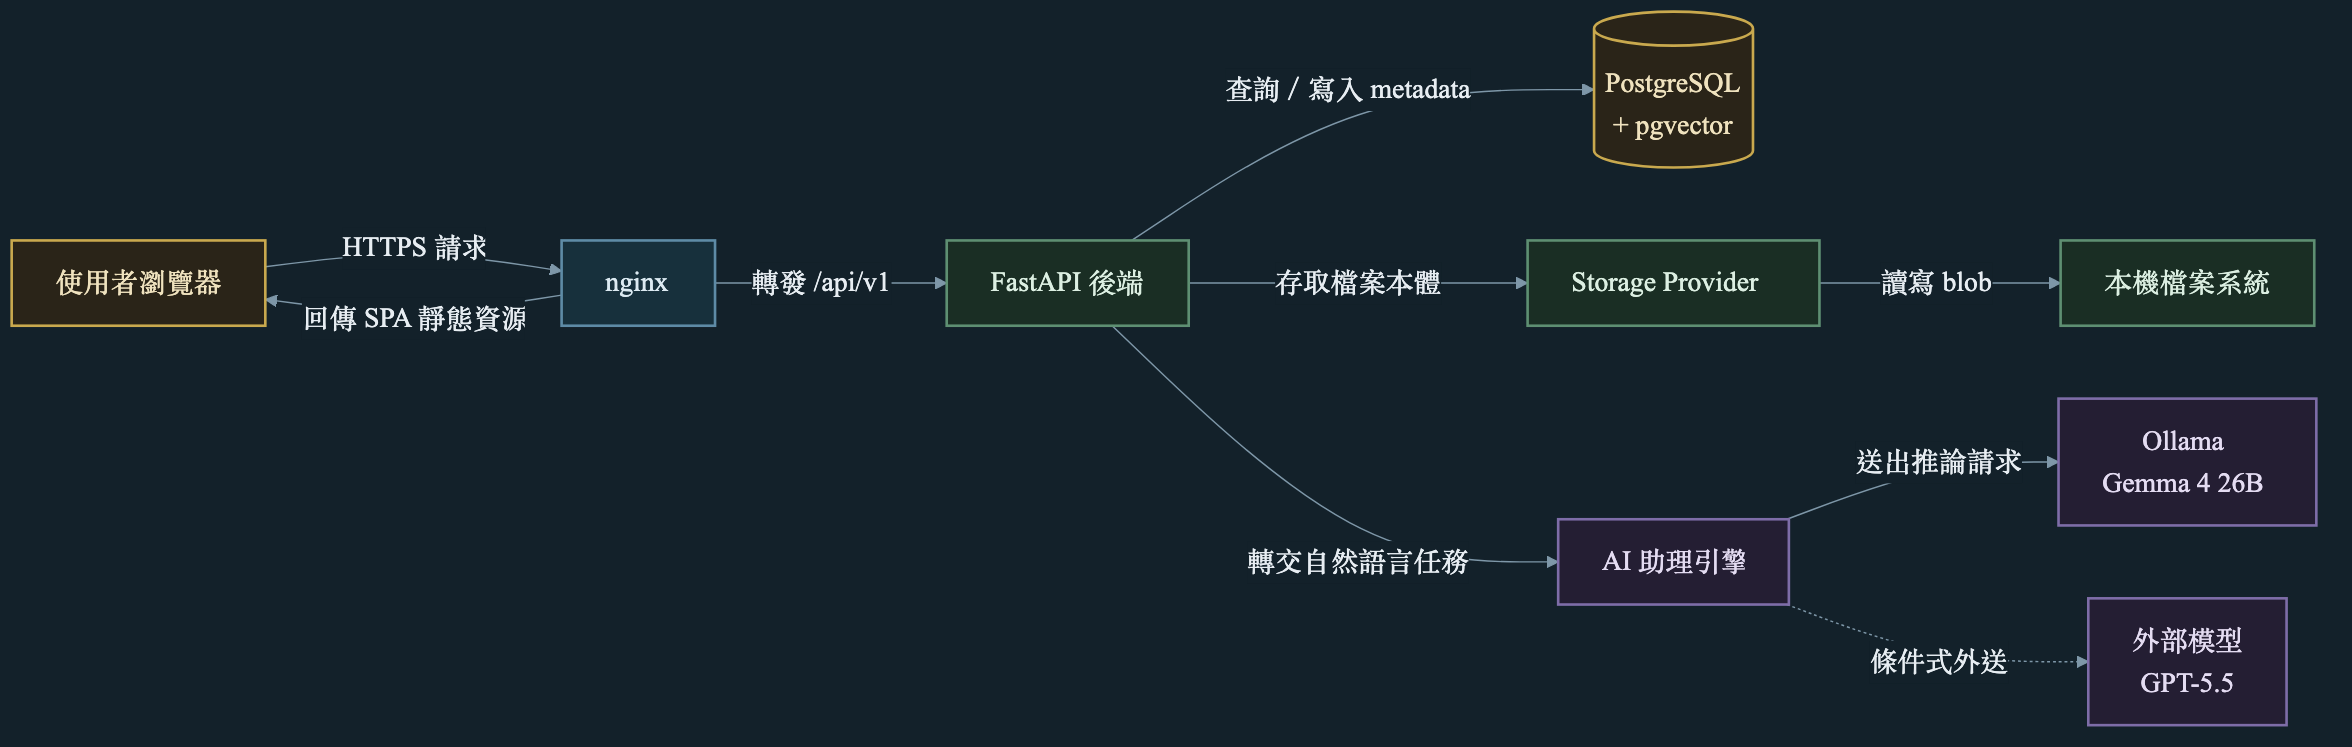 查詢 / 寫入 metadata
PostgreSQL
+ pgvector
使用者瀏覽器
HTTPS 請求
回傳 SPA 靜態資源
nginx
轉發 /api/v1
FastAPI 後端
存取檔案本體
Storage Provider
讀寫 blob
本機檔案系統
轉交自然語言任務
AI 助理引擎
送出推論請求
Ollama
Gemma 4 26B
條件式外送
外部模型
GPT-5.5